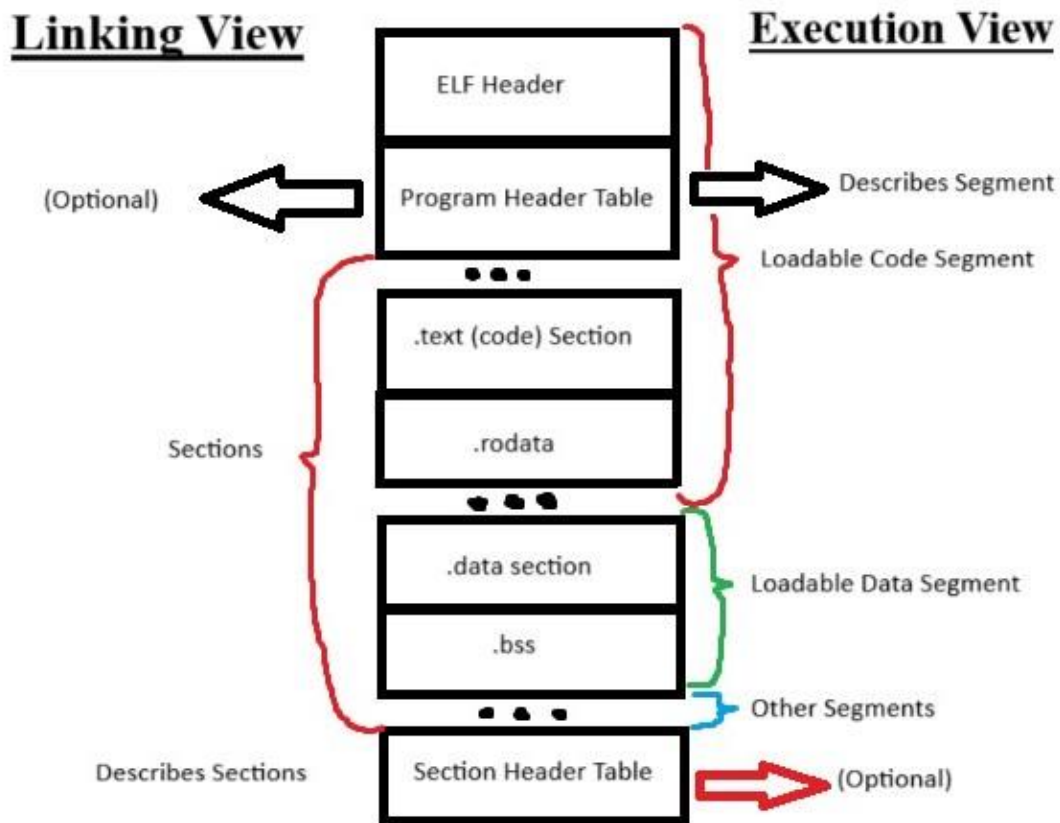 Linking View
Execution View
ELF Header
(Optional)
Program Header Table
Describes Segment
Loadable Code Segment
.text (code) Section
Sections
.rodata
.data section
Loadable Data Segment
.bss
Other Segments
Describes Sections
Section Header Table
(Optional)